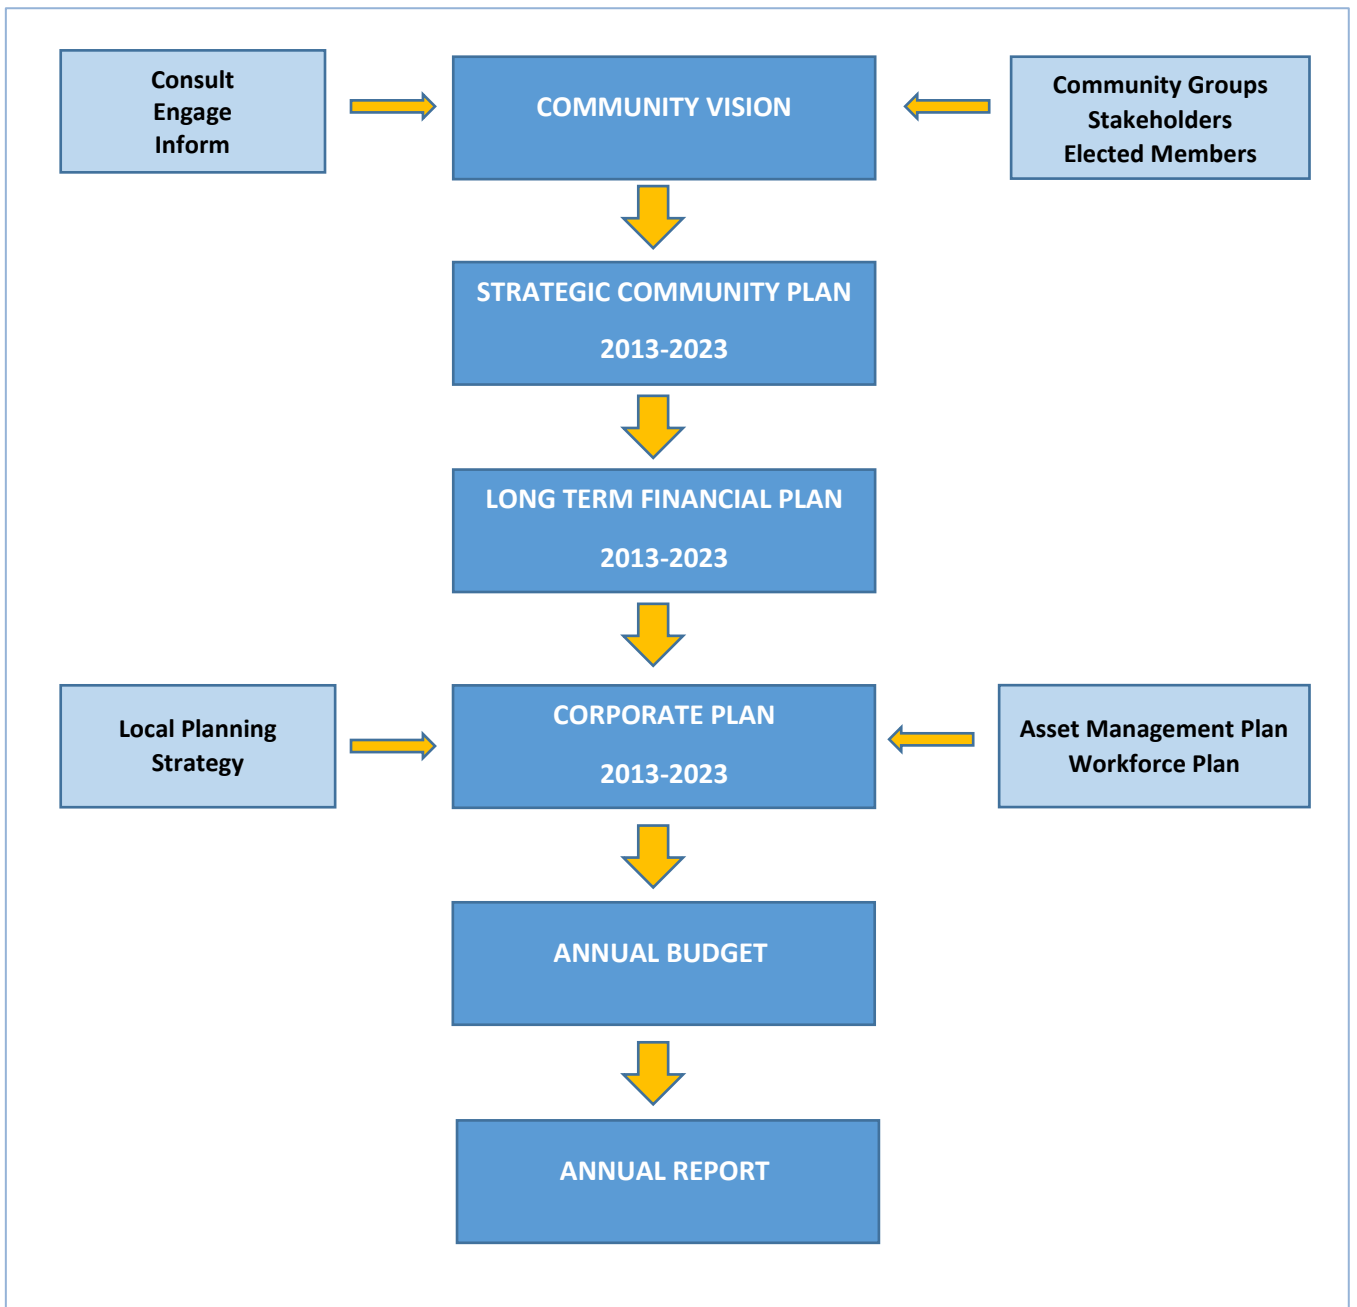 Consult
Engage
Inform
COMMUNITY VISION
Community Groups
Stakeholders
Elected Members
STRATEGIC COMMUNITY PLAN
2013-2023
LONG TERM FINANCIAL PLAN
2013-2023
Local Planning
Strategy
CORPORATE PLAN
2013-2023
Asset Management Plan
Workforce Plan
ANNUAL BUDGET
ANNUAL REPORT